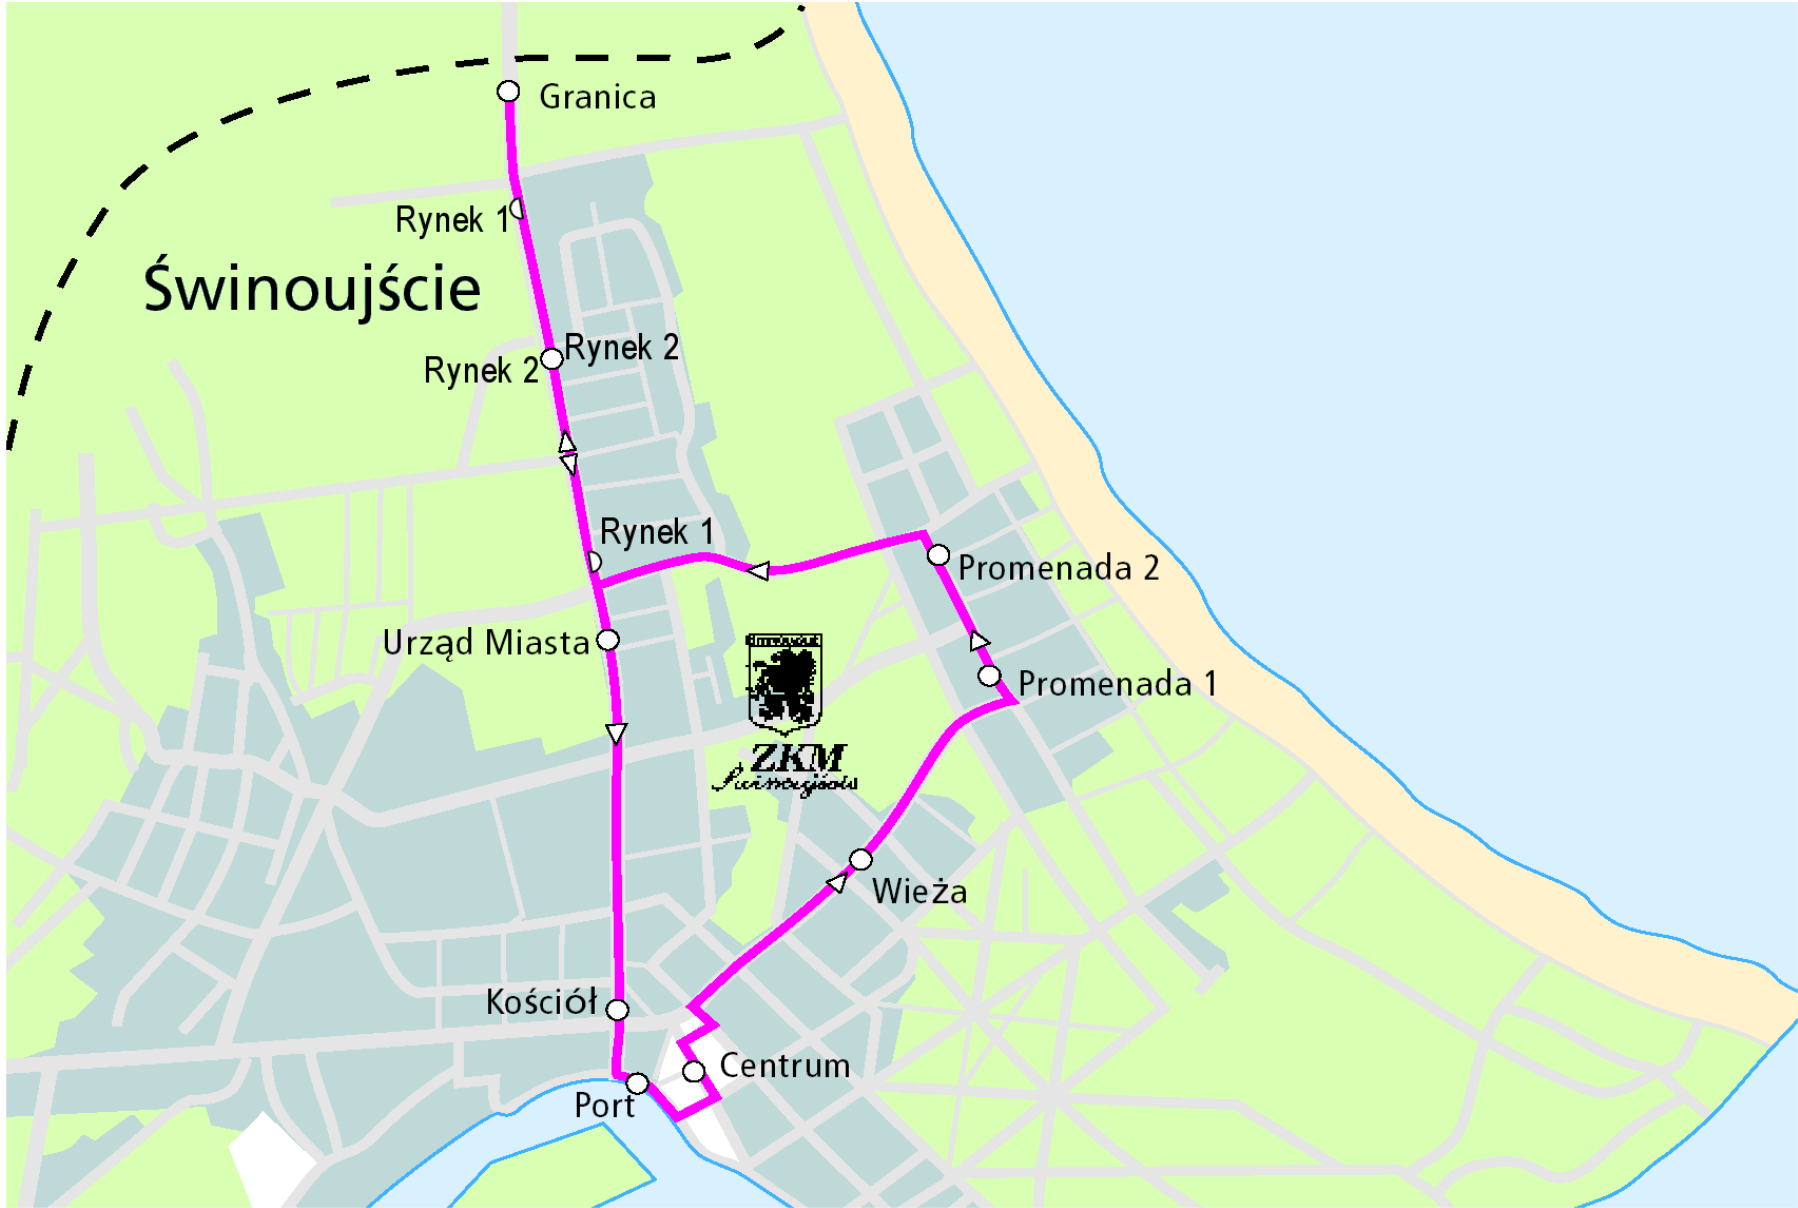 Granica
Rynek 1
Świnoujście
Rynek 2
Rynek 2
Rynek 1
Promenada 2
Urząd Miasta
Promenada 1
ZKM
Świnoujście
Wieża
Kościół
Centrum
Port